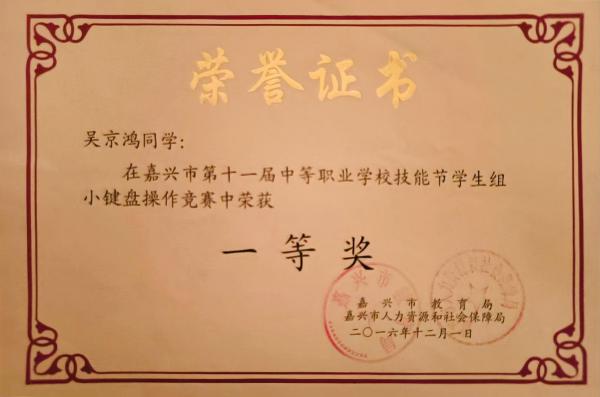 荣誉证书
吴京鸿同学:
在嘉兴市第十一届中等职业学校技能节学生组
小键盘操作竞赛中荣获
一等奖
嘉兴市教育局
嘉兴市人力资源和社会保障局
二〇一六年十二月一日